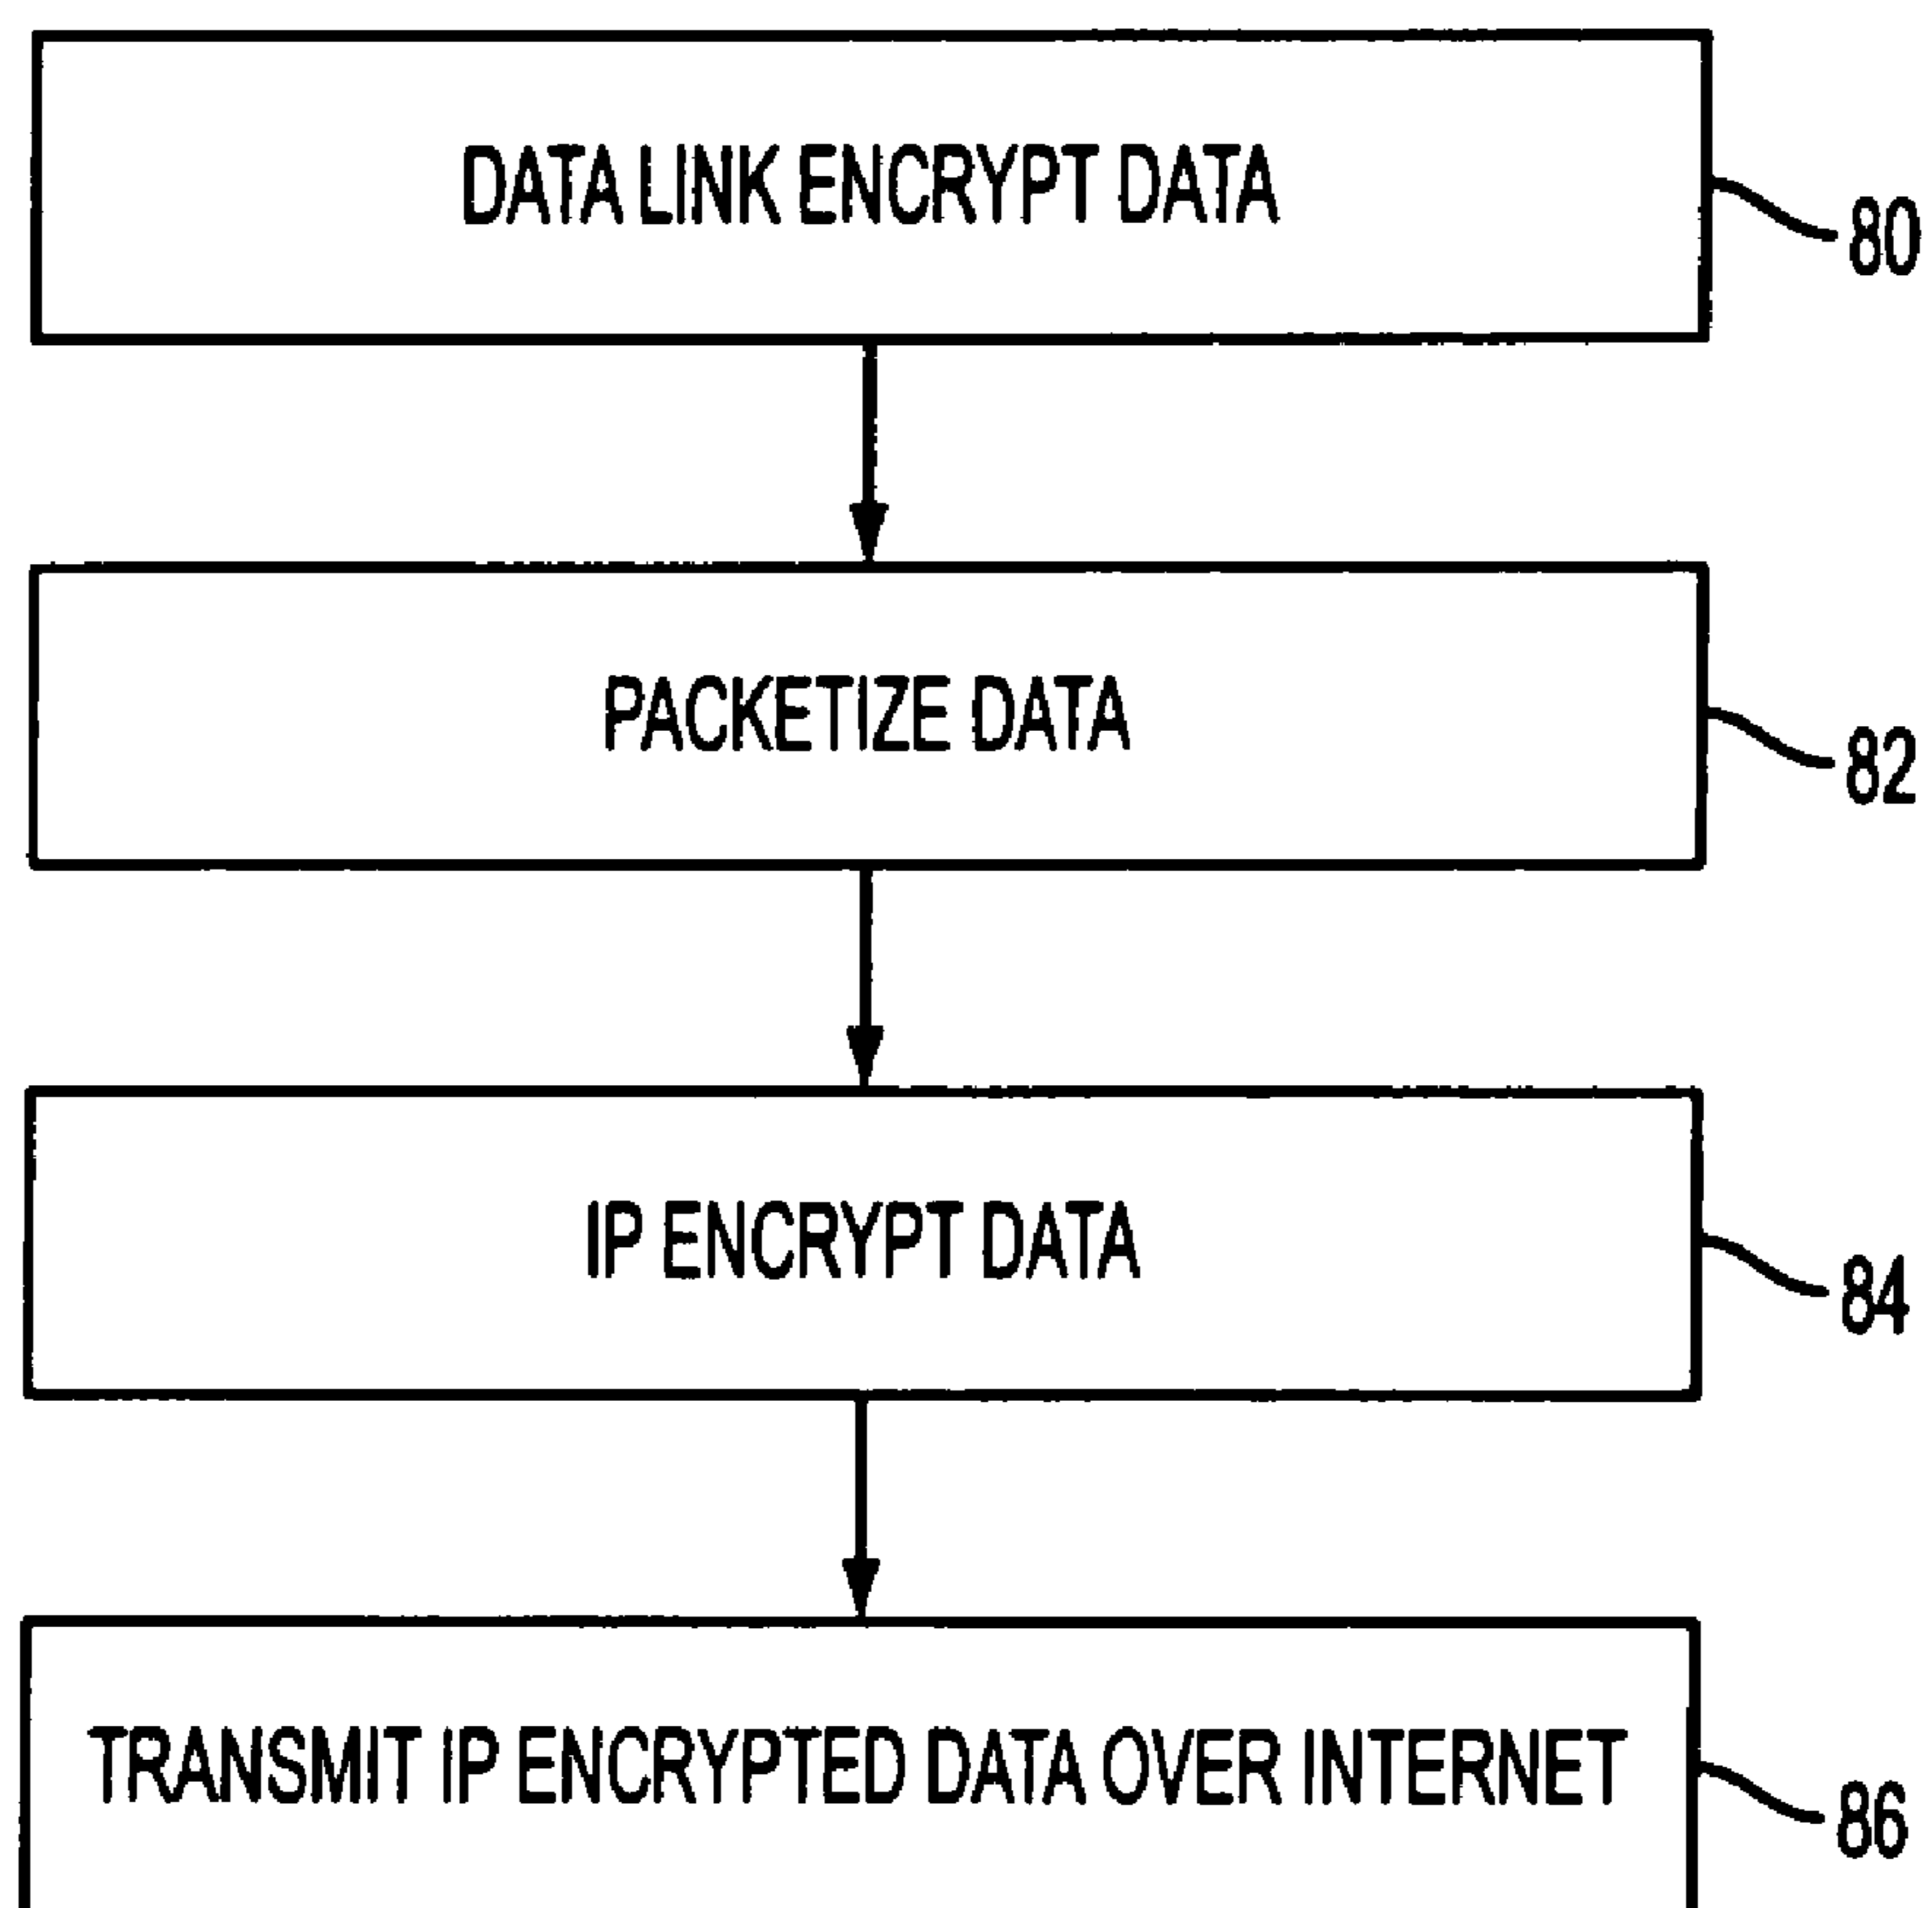 DATA LINK ENCRYPT DATA
80
PACKETIZE DATA
82
IP ENCRYPT DATA
84
TRANSMIT IP ENCRYPTED DATA OVER INTERNET
86